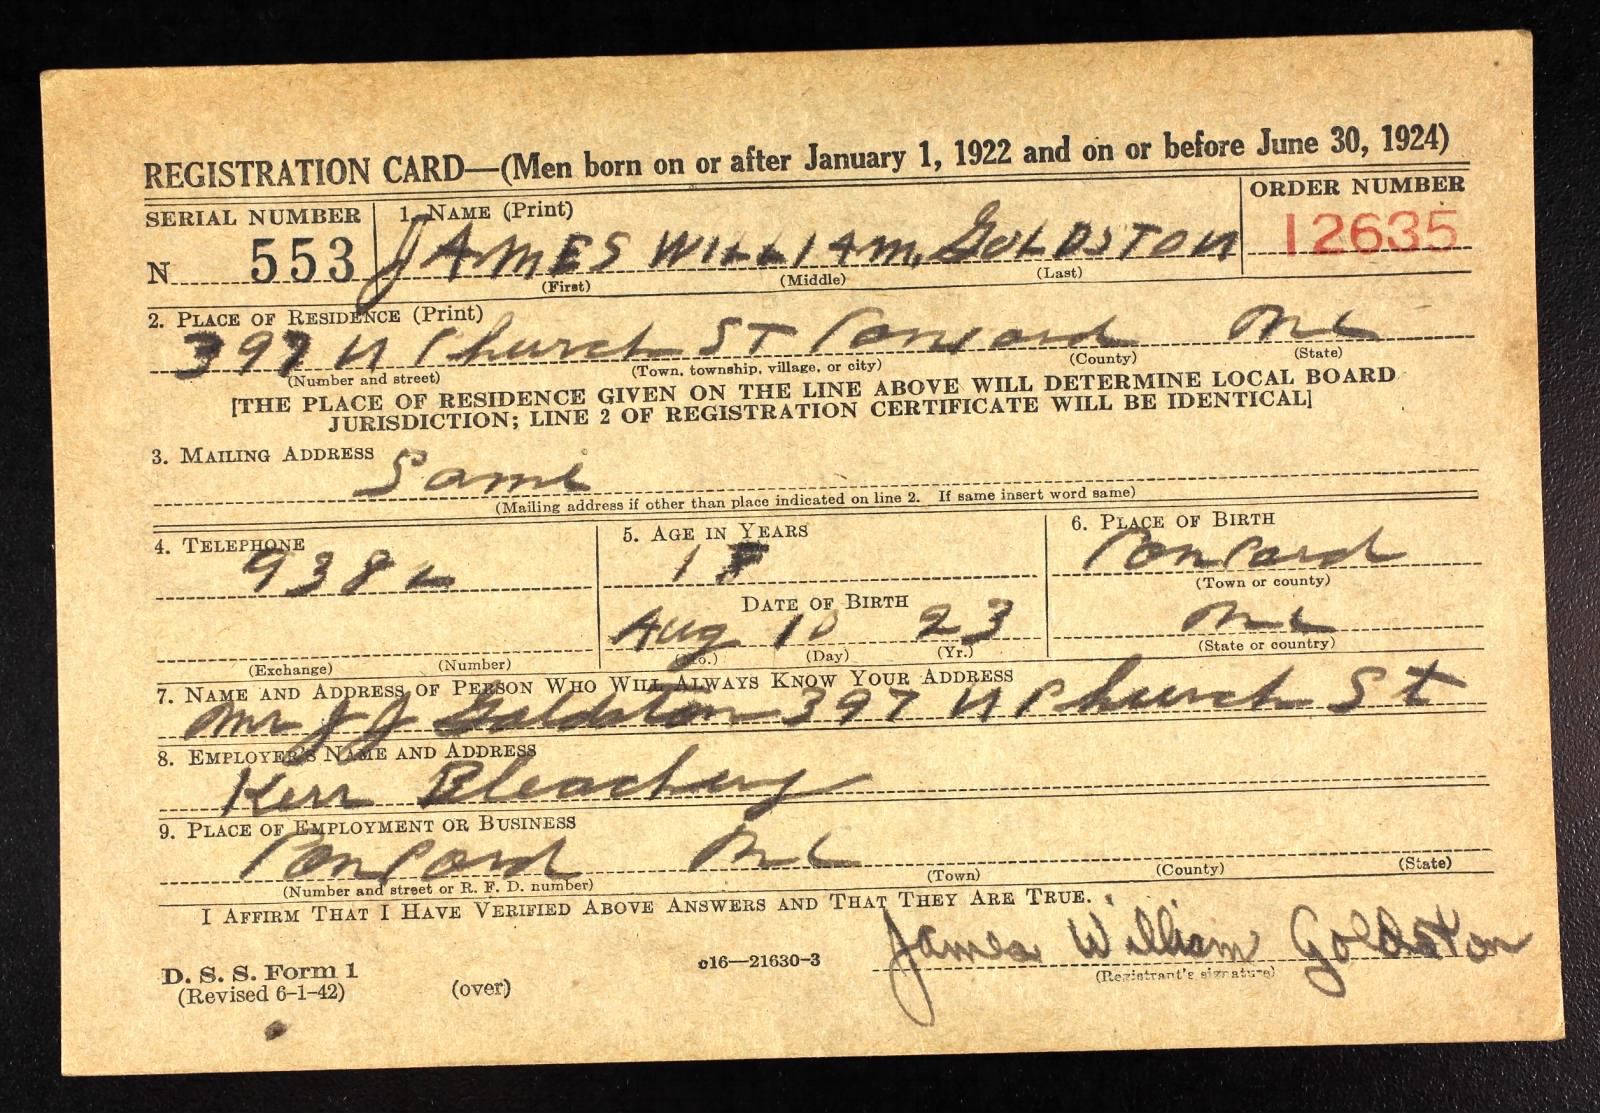 REGISTRATION CARD—(Men born on or after January 1, 1922 and on or before June 30, 1924)
SERIAL NUMBER
1. NAME (Print)
ORDER NUMBER
N 553
JAMES WILLIAM GOLDSTON
12635
(First) (Middle) (Last)
2. PLACE OF RESIDENCE (Print)
397 N Church ST Concord NC
(Number and street) (Town, township, village, or city) (County) (State)
[THE PLACE OF RESIDENCE GIVEN ON THE LINE ABOVE WILL DETERMINE LOCAL BOARD
JURISDICTION; LINE 2 OF REGISTRATION CERTIFICATE WILL BE IDENTICAL]
3. MAILING ADDRESS
Same
(Mailing address if other than place indicated on line 2. If same insert word same)
4. TELEPHONE
938 L
(Exchange) (Number)
5. AGE IN YEARS
DATE OF BIRTH
Aug 10 23
(Mo.) (Day) (Yr.)
6. PLACE OF BIRTH
Concord
(Town or county)
NC
(State or country)
7. NAME AND ADDRESS OF PERSON WHO WILL ALWAYS KNOW YOUR ADDRESS
Mr J J Goldston 397 N Church St
8. EMPLOYER'S NAME AND ADDRESS
Kerr Bleachery
9. PLACE OF EMPLOYMENT OR BUSINESS
Concord NC
(Number and street or R. F. D. number) (Town) (County) (State)
I AFFIRM THAT I HAVE VERIFIED ABOVE ANSWERS AND THAT THEY ARE TRUE.
James William Goldston
D. S. S. Form 1
(Revised 6-1-42)
(over)
c16—21630-3
(Registrant's signature)